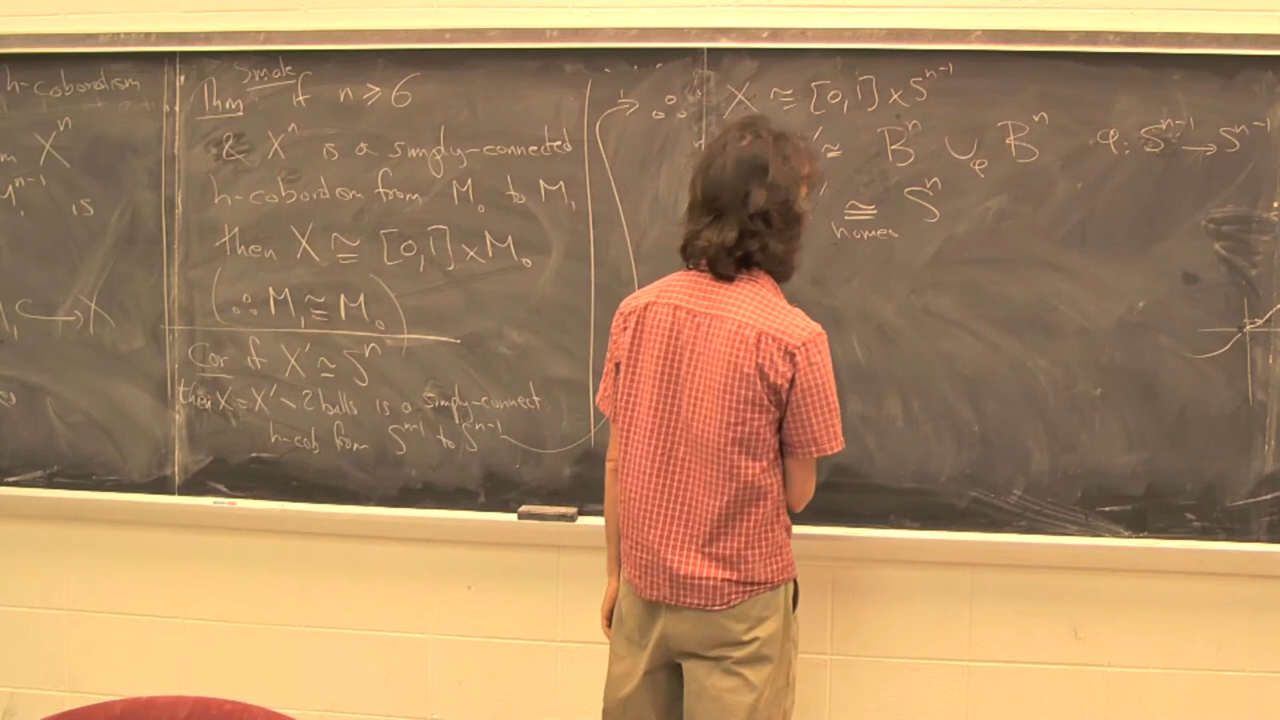 h-cobordism
X^n
is
↪ X
Smale
Thm if n ≥ 6
& X^n is a simply-connected
h-cobordism from M₀ to M₁
then X ≅ [0,1] × M₀
(∴ M₁ ≅ M₀)
Cor if X' ≃ S^n
then X = X' \ 2 balls is a simply-connect
h-cob from S^{n-1} to S^{n-1}
∴ X ≅ [0,1] × S^{n-1}
≅ B^n ∪_φ B^n φ: S^{n-1} → S^{n-1}
≅ S^n
homeo